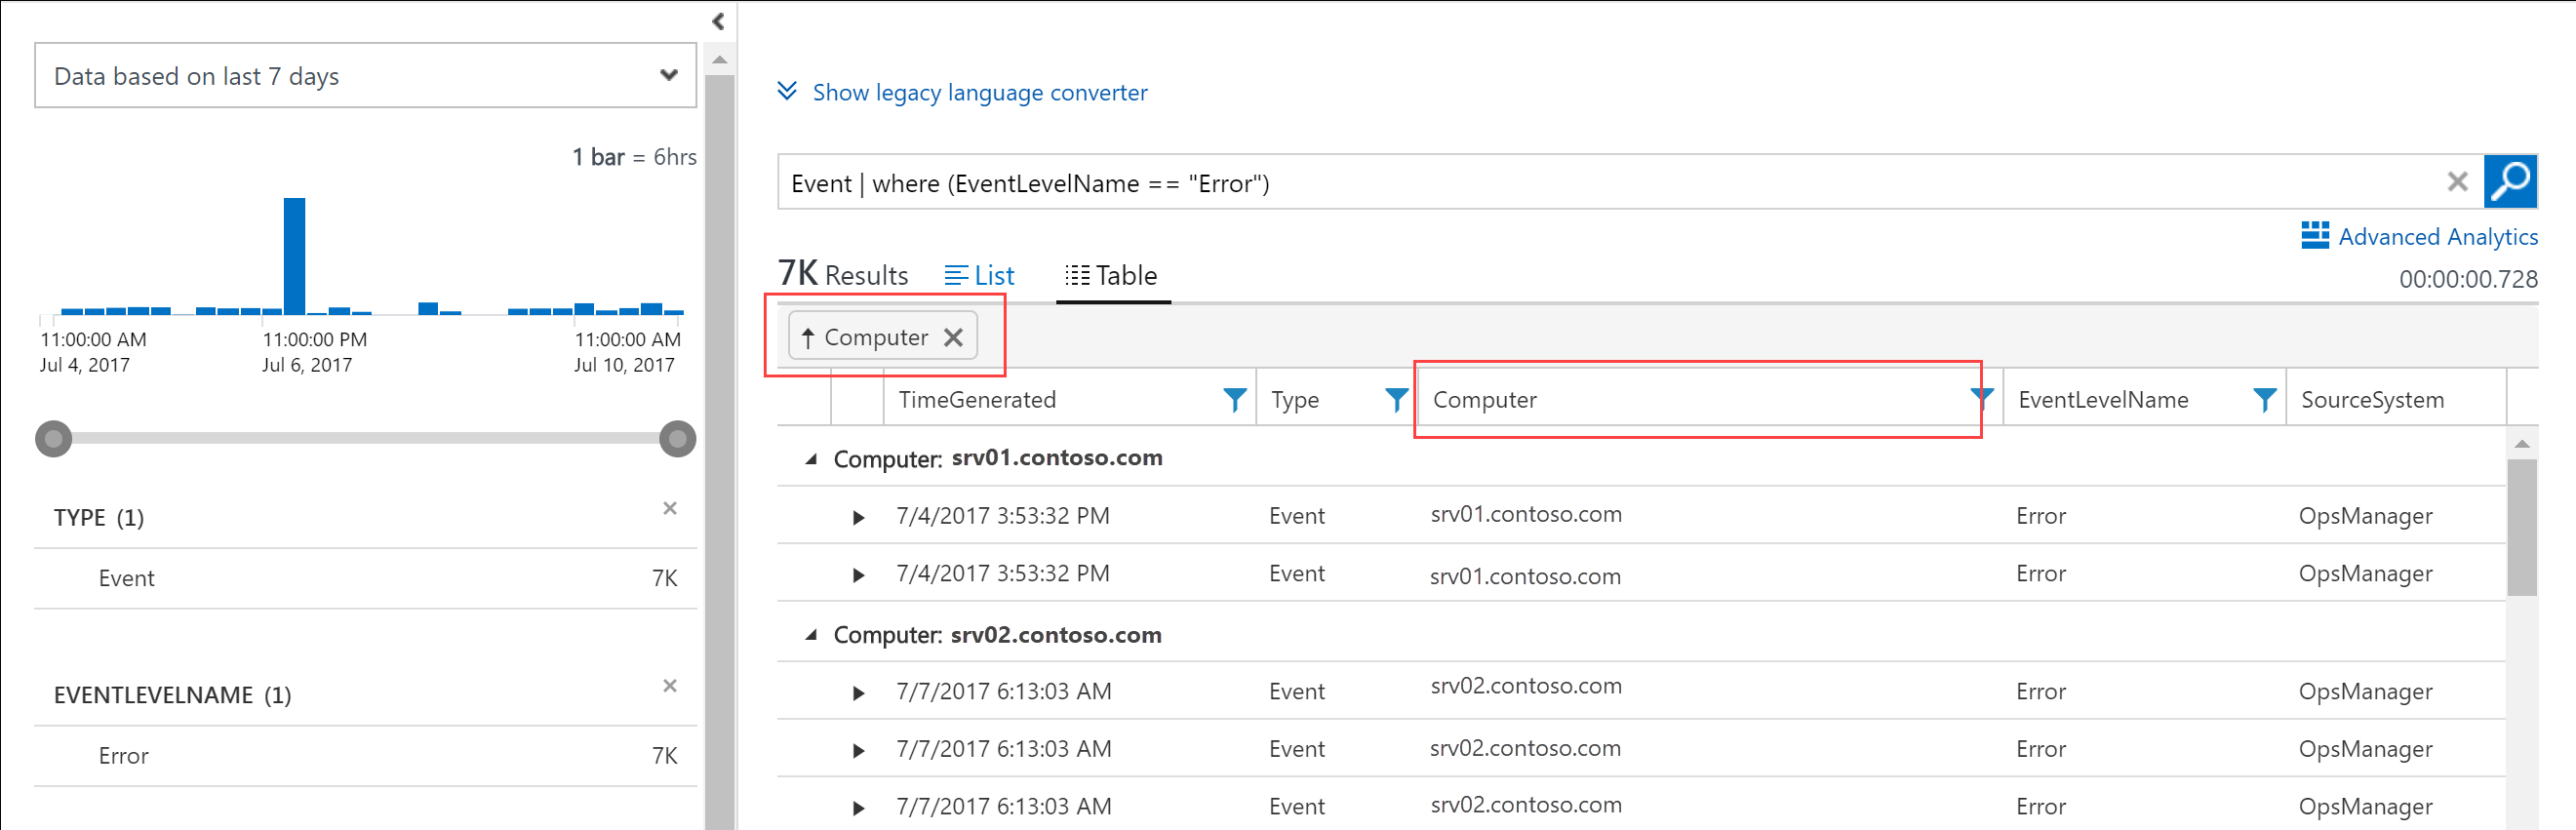 Data based on last 7 days
1 bar = 6hrs
11:00:00 AM
Jul 4, 2017
11:00:00 PM
Jul 6, 2017
11:00:00 AM
Jul 10, 2017
TYPE (1)
Event 7K
EVENTLEVELNAME (1)
Error 7K
Show legacy language converter
Event | where (EventLevelName == "Error")
Advanced Analytics
7K Results List Table
00:00:00.728
Computer
TimeGenerated Type Computer EventLevelName SourceSystem
Computer: srv01.contoso.com
7/4/2017 3:53:32 PM Event srv01.contoso.com Error OpsManager
7/4/2017 3:53:32 PM Event srv01.contoso.com Error OpsManager
Computer: srv02.contoso.com
7/7/2017 6:13:03 AM Event srv02.contoso.com Error OpsManager
7/7/2017 6:13:03 AM Event srv02.contoso.com Error OpsManager
7/7/2017 6:13:03 AM Event srv02.contoso.com Error OpsManager